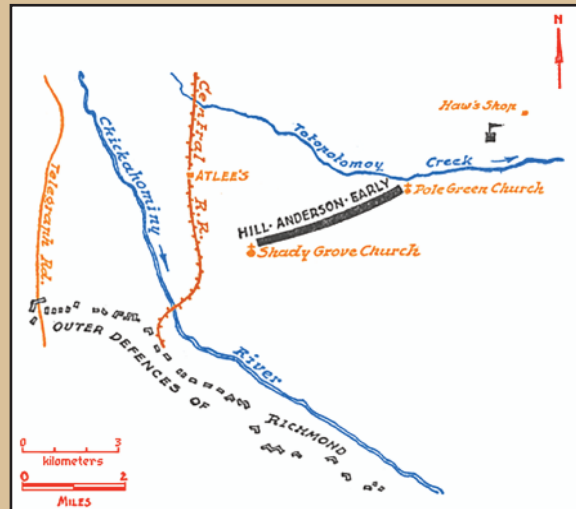 N
Haw's Shop
Totopotomoy
Creek
Central
R.R.
Chickahominy
ATLEE'S
Telegraph Rd.
HILL·ANDERSON·EARLY
Pole Green Church
Shady Grove Church
OUTER DEFENCES OF
RICHMOND
River
0 3
kilometers
0 2
MILES